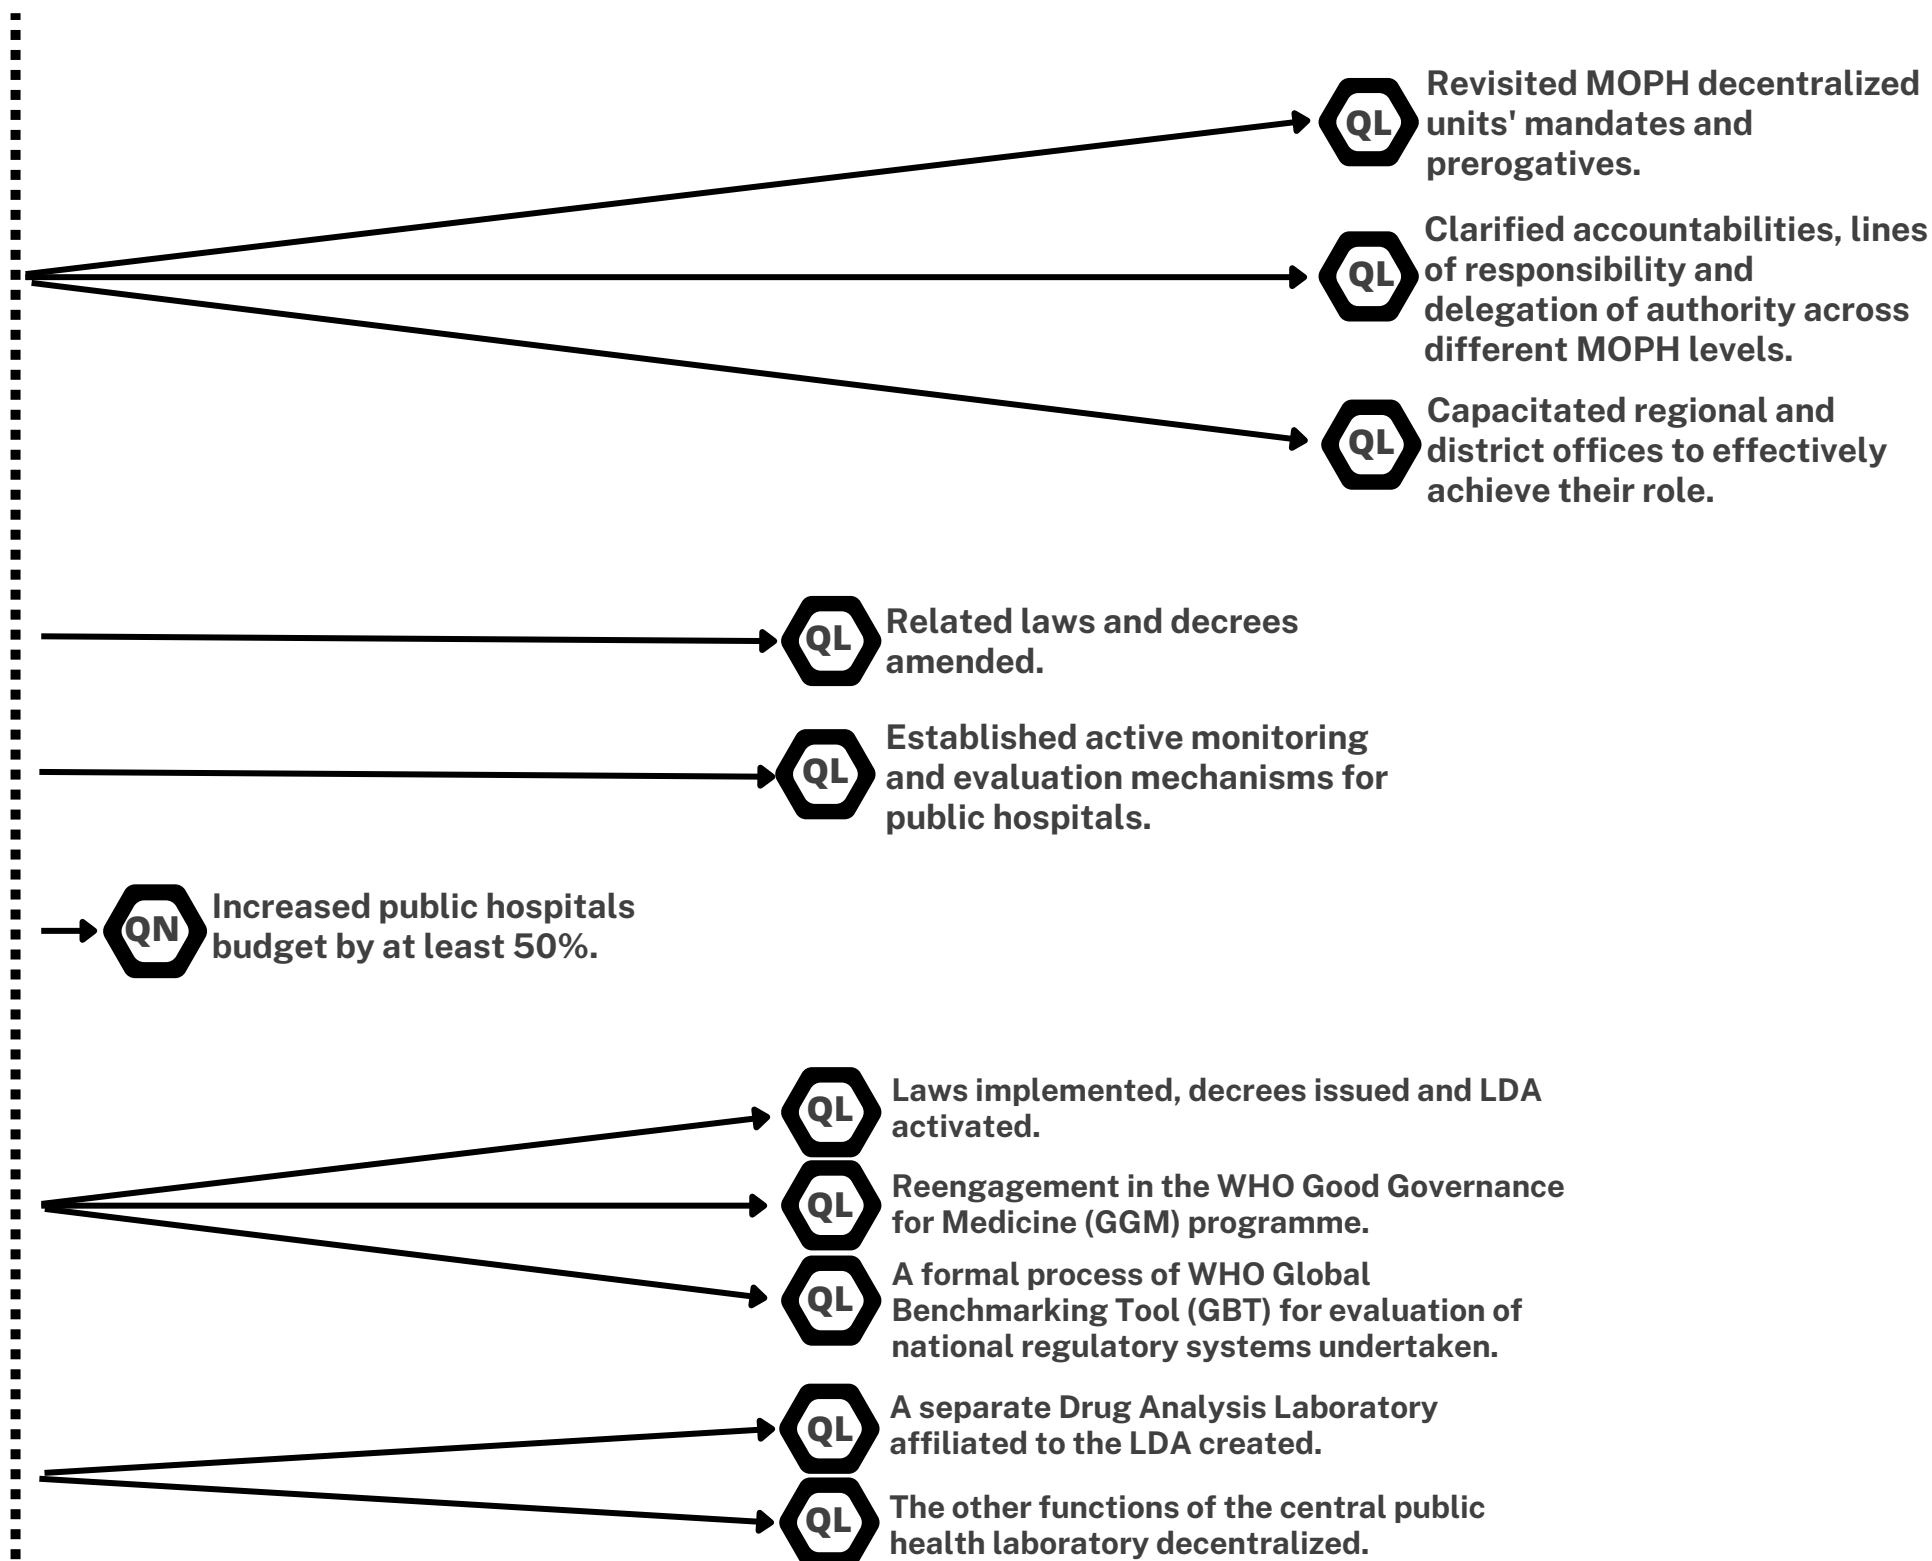 QL
Revisited MOPH decentralized
units' mandates and
prerogatives.
QL
Clarified accountabilities, lines
of responsibility and
delegation of authority across
different MOPH levels.
QL
Capacitated regional and
district offices to effectively
achieve their role.
QL
Related laws and decrees
amended.
QL
Established active monitoring
and evaluation mechanisms for
public hospitals.
QN
Increased public hospitals
budget by at least 50%.
QL
Laws implemented, decrees issued and LDA
activated.
QL
Reengagement in the WHO Good Governance
for Medicine (GGM) programme.
QL
A formal process of WHO Global
Benchmarking Tool (GBT) for evaluation of
national regulatory systems undertaken.
QL
A separate Drug Analysis Laboratory
affiliated to the LDA created.
QL
The other functions of the central public
health laboratory decentralized.